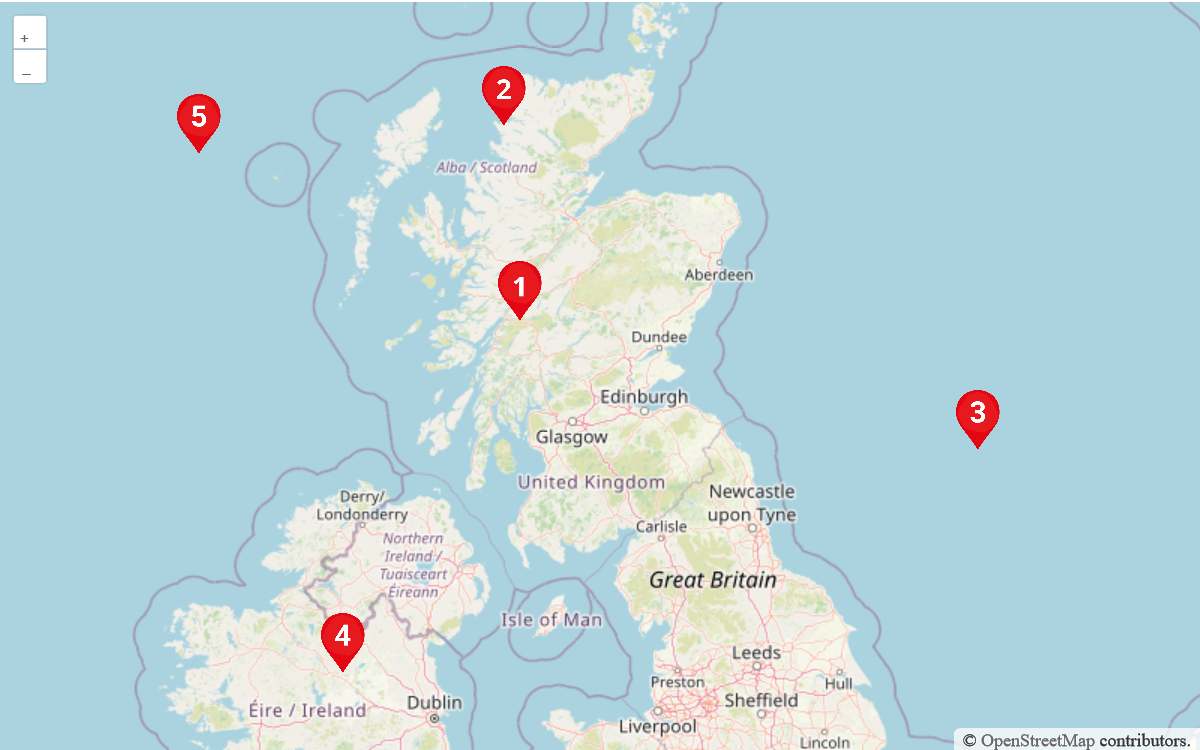 +
–
2
5
Alba / Scotland
1
Aberdeen
Dundee
Edinburgh
3
Glasgow
United Kingdom
Derry/
Londonderry
Newcastle
upon Tyne
Carlisle
Northern
Ireland /
Tuaisceart
Éireann
Great Britain
Isle of Man
4
Leeds
Preston
Hull
Éire / Ireland
Dublin
Sheffield
Liverpool
Lincoln
© OpenStreetMap contributors.